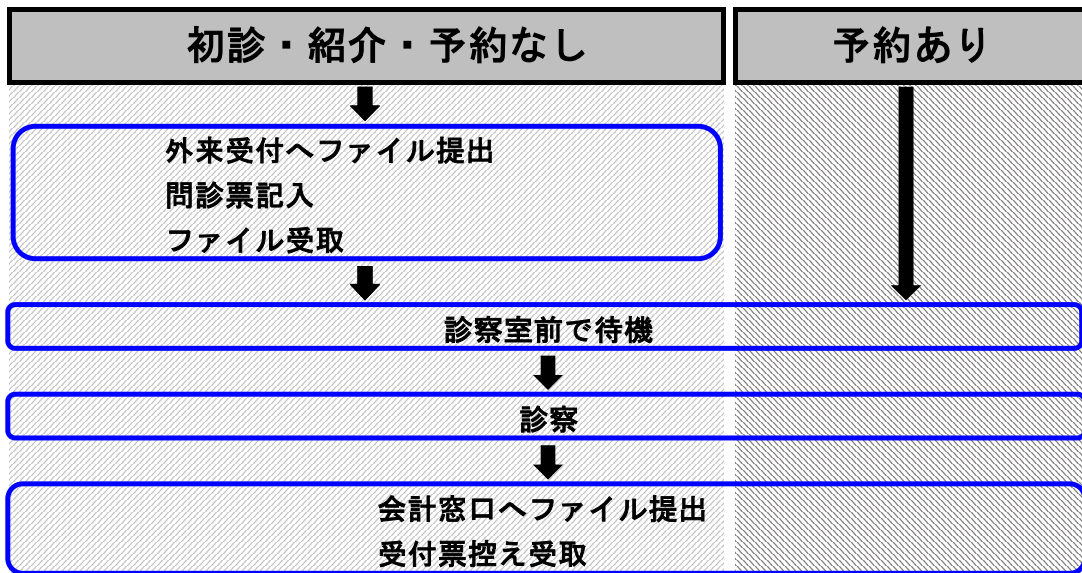 初診・紹介・予約なし
予約あり
外来受付へファイル提出
問診票記入
ファイル受取
診察室前で待機
診察
会計窓口へファイル提出
受付票控え受取